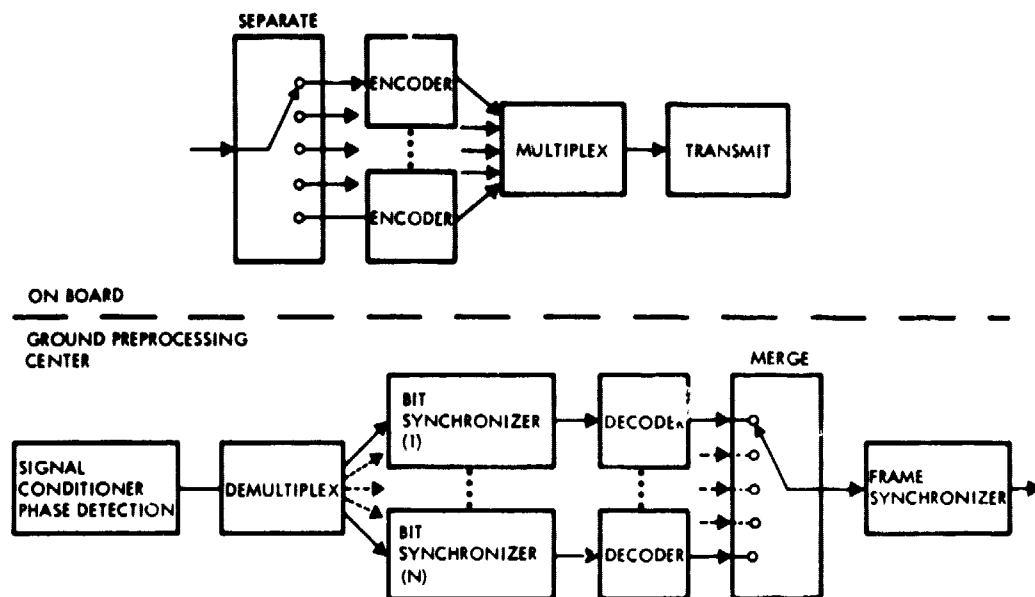 SEPARATE
ENCODER
ENCODER
MULTIPLEX
TRANSMIT
ON BOARD
GROUND PREPROCESSING
CENTER
MERGE
SIGNAL
CONDITIONER
PHASE DETECTION
DEMULTIPLEX
BIT
SYNCHRONIZER
(1)
BIT
SYNCHRONIZER
(N)
DECODER
DECODER
FRAME
SYNCHRONIZER